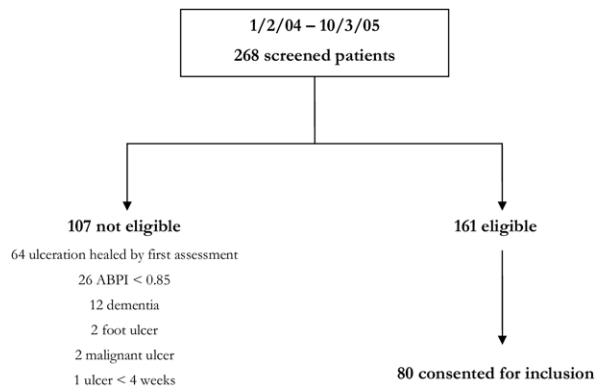 1/2/04 – 10/3/05
268 screened patients
107 not eligible
64 ulceration healed by first assessment
26 ABPI < 0.85
12 dementia
2 foot ulcer
2 malignant ulcer
1 ulcer < 4 weeks
161 eligible
80 consented for inclusion